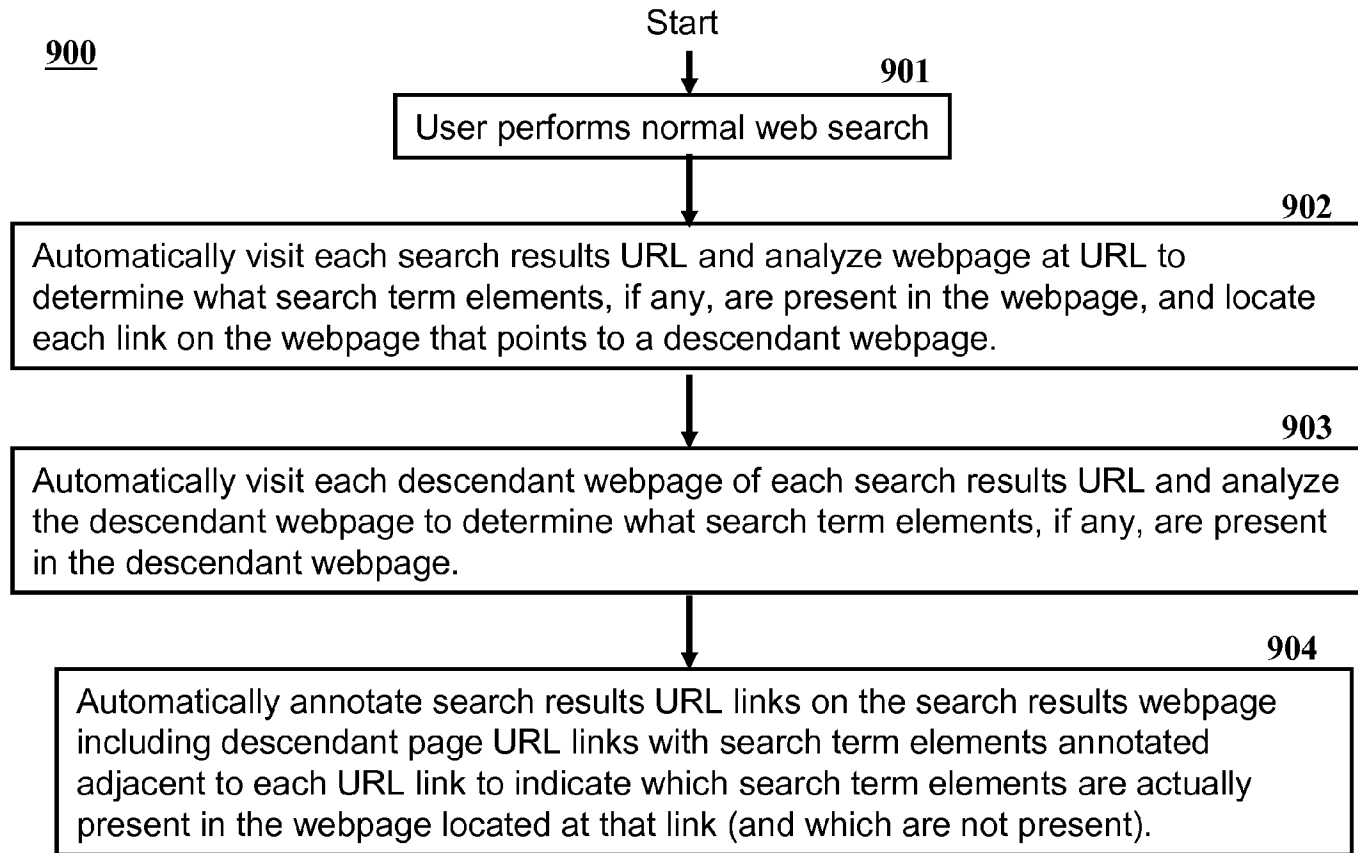 Start
900
901
User performs normal web search
902
Automatically visit each search results URL and analyze webpage at URL to
determine what search term elements, if any, are present in the webpage, and locate
each link on the webpage that points to a descendant webpage.
903
Automatically visit each descendant webpage of each search results URL and analyze
the descendant webpage to determine what search term elements, if any, are present
in the descendant webpage.
904
Automatically annotate search results URL links on the search results webpage
including descendant page URL links with search term elements annotated
adjacent to each URL link to indicate which search term elements are actually
present in the webpage located at that link (and which are not present).